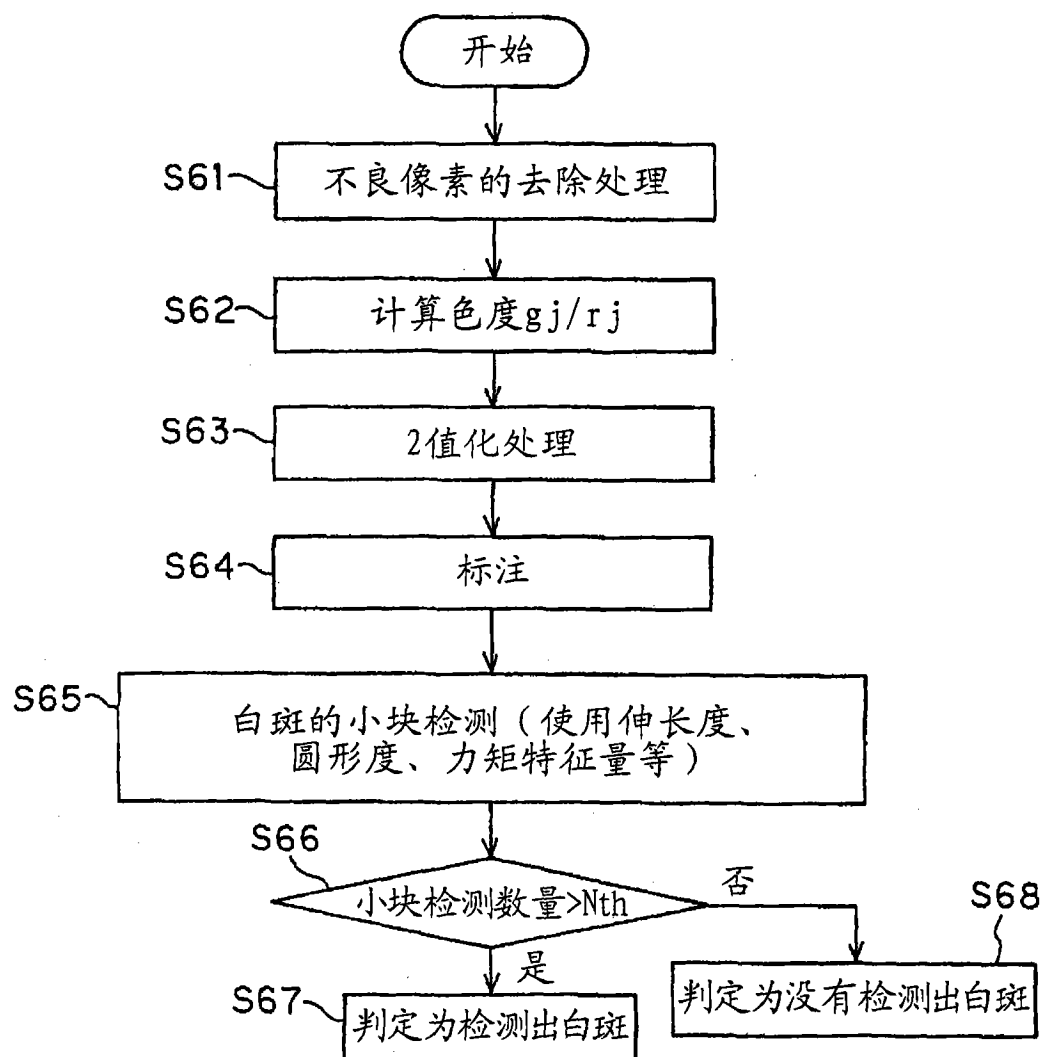 开始
S61
不良像素的去除处理
S62
计算色度gj/rj
S63
2值化处理
S64
标注
S65
白斑的小块检测（使用伸长度、
圆形度、力矩特征量等）
S66
小块检测数量>Nth
否
是
S68
判定为没有检测出白斑
S67
判定为检测出白斑